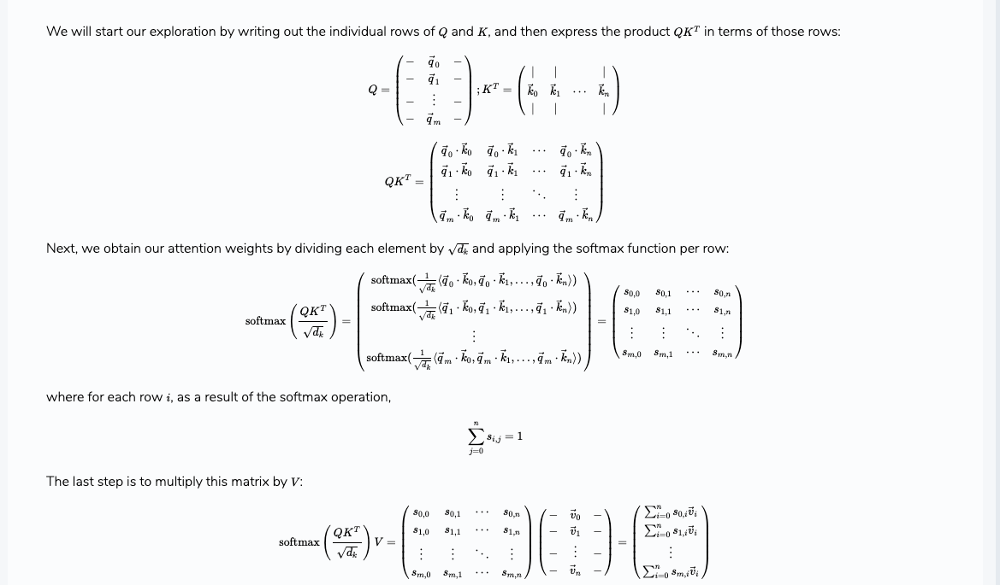 We will start our exploration by writing out the individual rows of Q and K, and then express the product QKᵀ in terms of those rows:
Q = \begin{pmatrix} - & \vec{q}_0 & - \\ - & \vec{q}_1 & - \\ - & \vdots & - \\ - & \vec{q}_m & - \end{pmatrix} ; K^T = \begin{pmatrix} | & | & & | \\ \vec{k}_0 & \vec{k}_1 & \cdots & \vec{k}_n \\ | & | & & | \end{pmatrix}
QK^T = \begin{pmatrix} \vec{q}_0 \cdot \vec{k}_0 & \vec{q}_0 \cdot \vec{k}_1 & \cdots & \vec{q}_0 \cdot \vec{k}_n \\ \vec{q}_1 \cdot \vec{k}_0 & \vec{q}_1 \cdot \vec{k}_1 & \cdots & \vec{q}_1 \cdot \vec{k}_n \\ \vdots & \vdots & \ddots & \vdots \\ \vec{q}_m \cdot \vec{k}_0 & \vec{q}_m \cdot \vec{k}_1 & \cdots & \vec{q}_m \cdot \vec{k}_n \end{pmatrix}
Next, we obtain our attention weights by dividing each element by √d_k and applying the softmax function per row:
softmax\left(\frac{QK^T}{\sqrt{d_k}}\right) = \begin{pmatrix} softmax(\frac{1}{\sqrt{d_k}} \langle \vec{q}_0 \cdot \vec{k}_0, \vec{q}_0 \cdot \vec{k}_1, \ldots, \vec{q}_0 \cdot \vec{k}_n \rangle) \\ softmax(\frac{1}{\sqrt{d_k}} \langle \vec{q}_1 \cdot \vec{k}_0, \vec{q}_1 \cdot \vec{k}_1, \ldots, \vec{q}_1 \cdot \vec{k}_n \rangle) \\ \vdots \\ softmax(\frac{1}{\sqrt{d_k}} \langle \vec{q}_m \cdot \vec{k}_0, \vec{q}_m \cdot \vec{k}_1, \ldots, \vec{q}_m \cdot \vec{k}_n \rangle) \end{pmatrix} = \begin{pmatrix} s_{0,0} & s_{0,1} & \cdots & s_{0,n} \\ s_{1,0} & s_{1,1} & \cdots & s_{1,n} \\ \vdots & \vdots & \ddots & \vdots \\ s_{m,0} & s_{m,1} & \cdots & s_{m,n} \end{pmatrix}
where for each row i, as a result of the softmax operation,
\sum_{j=0}^{n} s_{i,j} = 1
The last step is to multiply this matrix by V:
softmax\left(\frac{QK^T}{\sqrt{d_k}}\right) V = \begin{pmatrix} s_{0,0} & s_{0,1} & \cdots & s_{0,n} \\ s_{1,0} & s_{1,1} & \cdots & s_{1,n} \\ \vdots & \vdots & \ddots & \vdots \\ s_{m,0} & s_{m,1} & \cdots & s_{m,n} \end{pmatrix} \begin{pmatrix} - & \vec{v}_0 & - \\ - & \vec{v}_1 & - \\ - & \vdots & - \\ - & \vec{v}_n & - \end{pmatrix} = \begin{pmatrix} \sum_{i=0}^{n} s_{0,i} \vec{v}_i \\ \sum_{i=0}^{n} s_{1,i} \vec{v}_i \\ \vdots \\ \sum_{i=0}^{n} s_{m,i} \vec{v}_i \end{pmatrix}